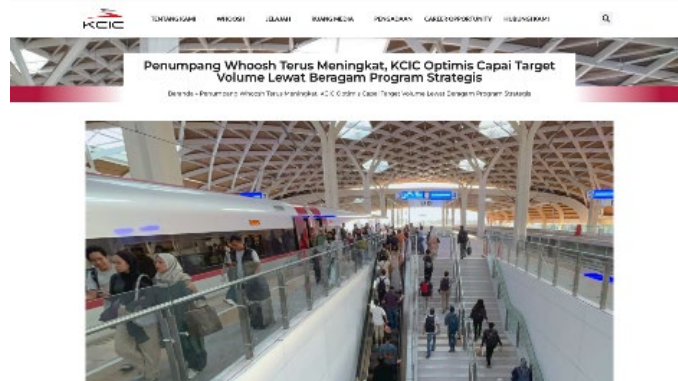 KCIC
TENTANG KAMI WHOOSH JELAJAH RUANG MEDIA PENGADAAN CAREER OPPORTUNITY HUBUNGI KAMI
Penumpang Whoosh Terus Meningkat, KCIC Optimis Capai Target
Volume Lewat Beragam Program Strategis
Beranda » Penumpang Whoosh Terus Meningkat, KCIC Optimis Capai Target Volume Lewat Beragam Program Strategis